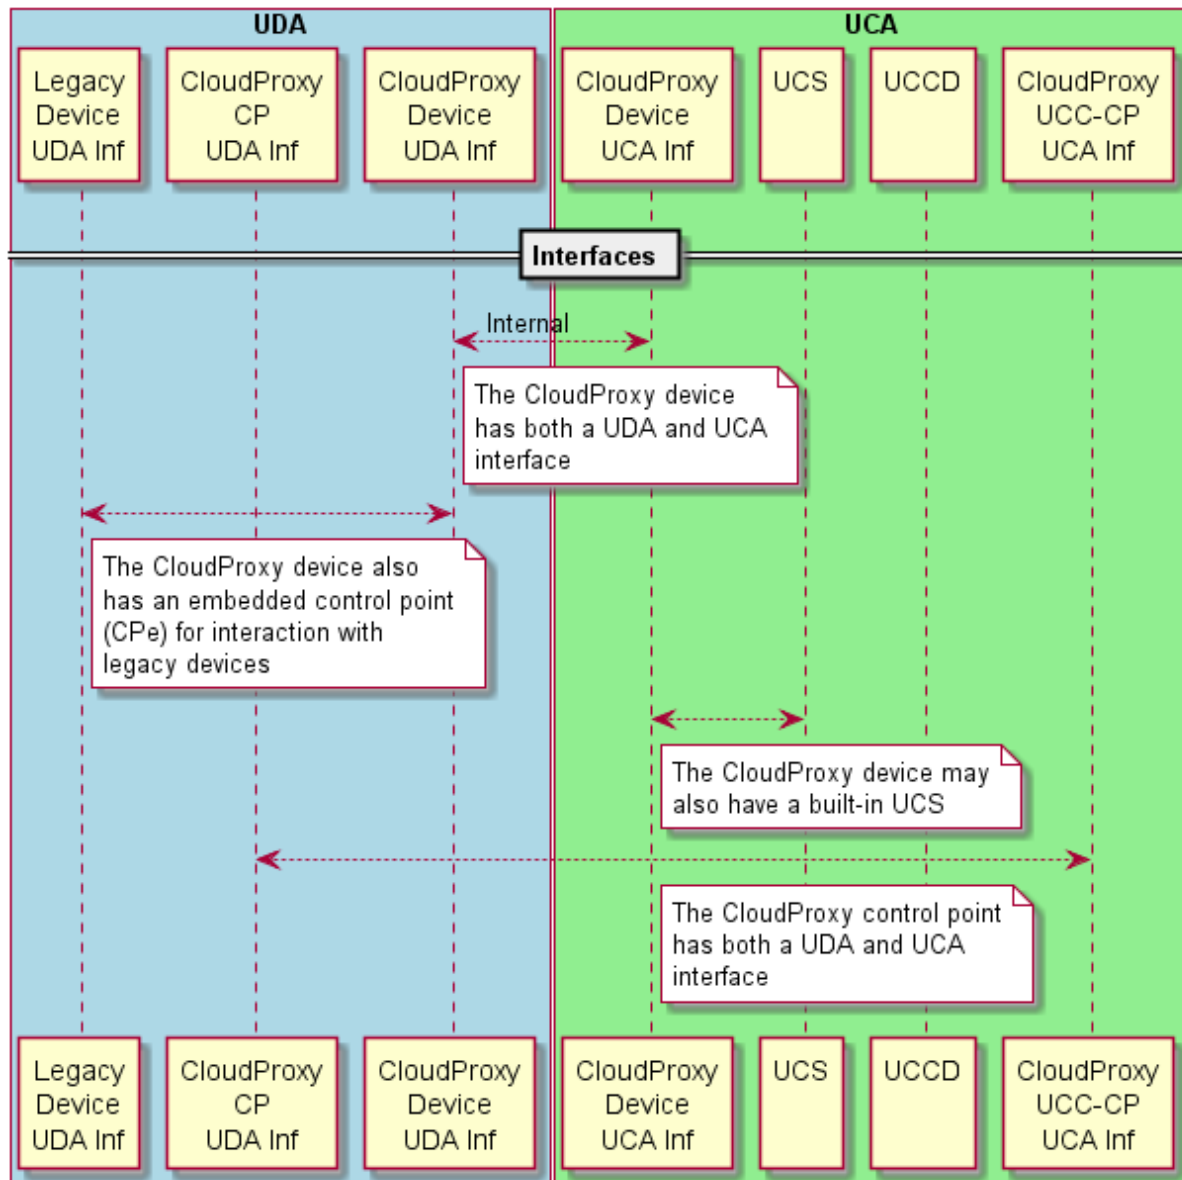 UDA
UCA
Legacy
Device
UDA Inf
CloudProxy
CP
UDA Inf
CloudProxy
Device
UDA Inf
CloudProxy
Device
UCA Inf
UCS
UCCD
CloudProxy
UCC-CP
UCA Inf
Interfaces
Internal
The CloudProxy device
has both a UDA and UCA
interface
The CloudProxy device also
has an embedded control point
(CPe) for interaction with
legacy devices
The CloudProxy device may
also have a built-in UCS
The CloudProxy control point
has both a UDA and UCA
interface
Legacy
Device
UDA Inf
CloudProxy
CP
UDA Inf
CloudProxy
Device
UDA Inf
CloudProxy
Device
UCA Inf
UCS
UCCD
CloudProxy
UCC-CP
UCA Inf